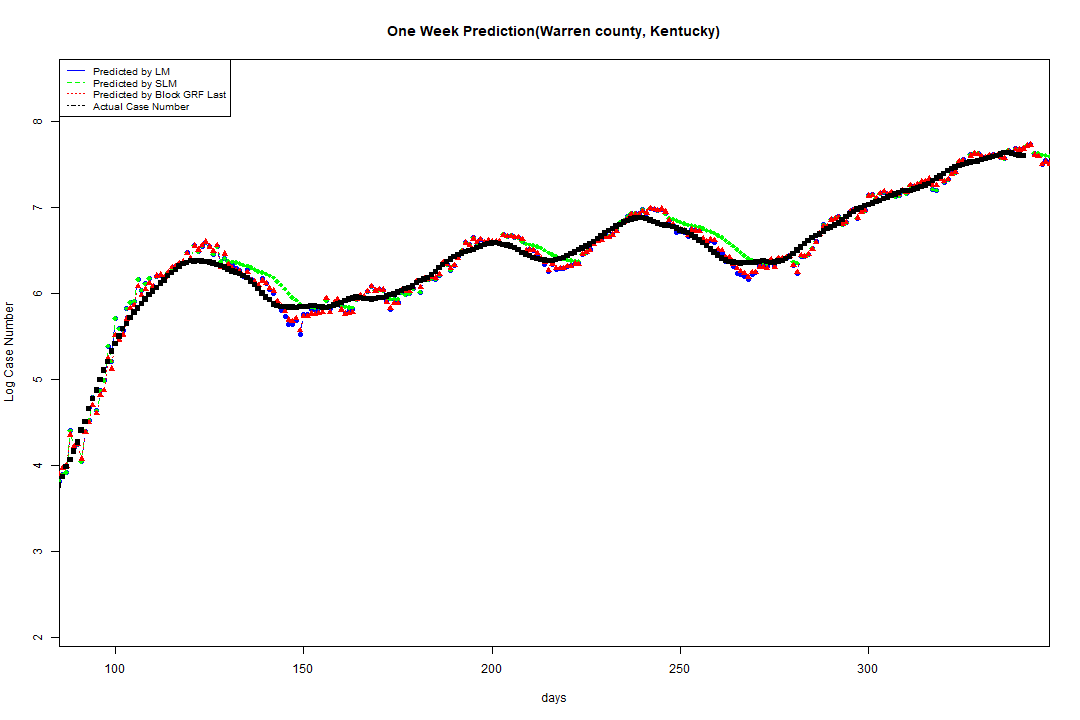 One Week Prediction(Warren county, Kentucky)
Predicted by LM
Predicted by SLM
Predicted by Block GRF Last
Actual Case Number
8
7
6
5
4
3
2
Log Case Number
100 150 200 250 300
days